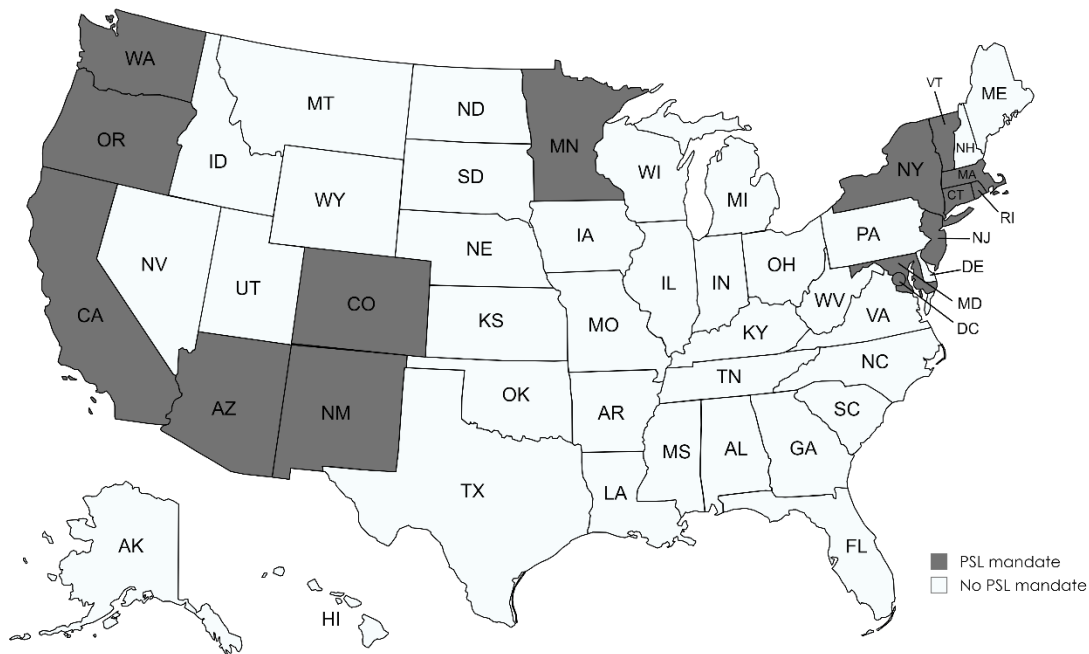 WA
MT
ND
MN
VT
ME
OR
ID
SD
WI
NH
NY
MA
WY
MI
CT
RI
IA
PA
NJ
NE
OH
DE
NV
UT
IL
IN
CO
WV
MD
CA
KS
MO
VA
DC
KY
NC
TN
AZ
NM
OK
AR
SC
MS
AL
GA
TX
LA
AK
FL
HI
PSL mandate
No PSL mandate